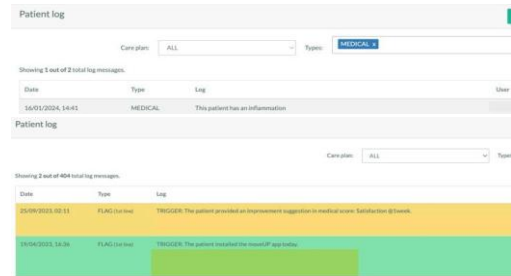 Patient log
Care plan: ALL Types: MEDICAL x
Showing 1 out of 2 total log messages.
Date Type Log User
16/01/2024, 14:41 MEDICAL This patient has an inflammation
Patient log
Care plan: ALL Type
Showing 2 out of 404 total log messages.
Date Type Log
25/09/2023, 02:11 FLAG (1st line) TRIGGER: The patient provided an improvement suggestion in medical score: Satisfaction @6week.
19/04/2023, 16:36 FLAG (1st line) TRIGGER: The patient installed the moveUP app today.